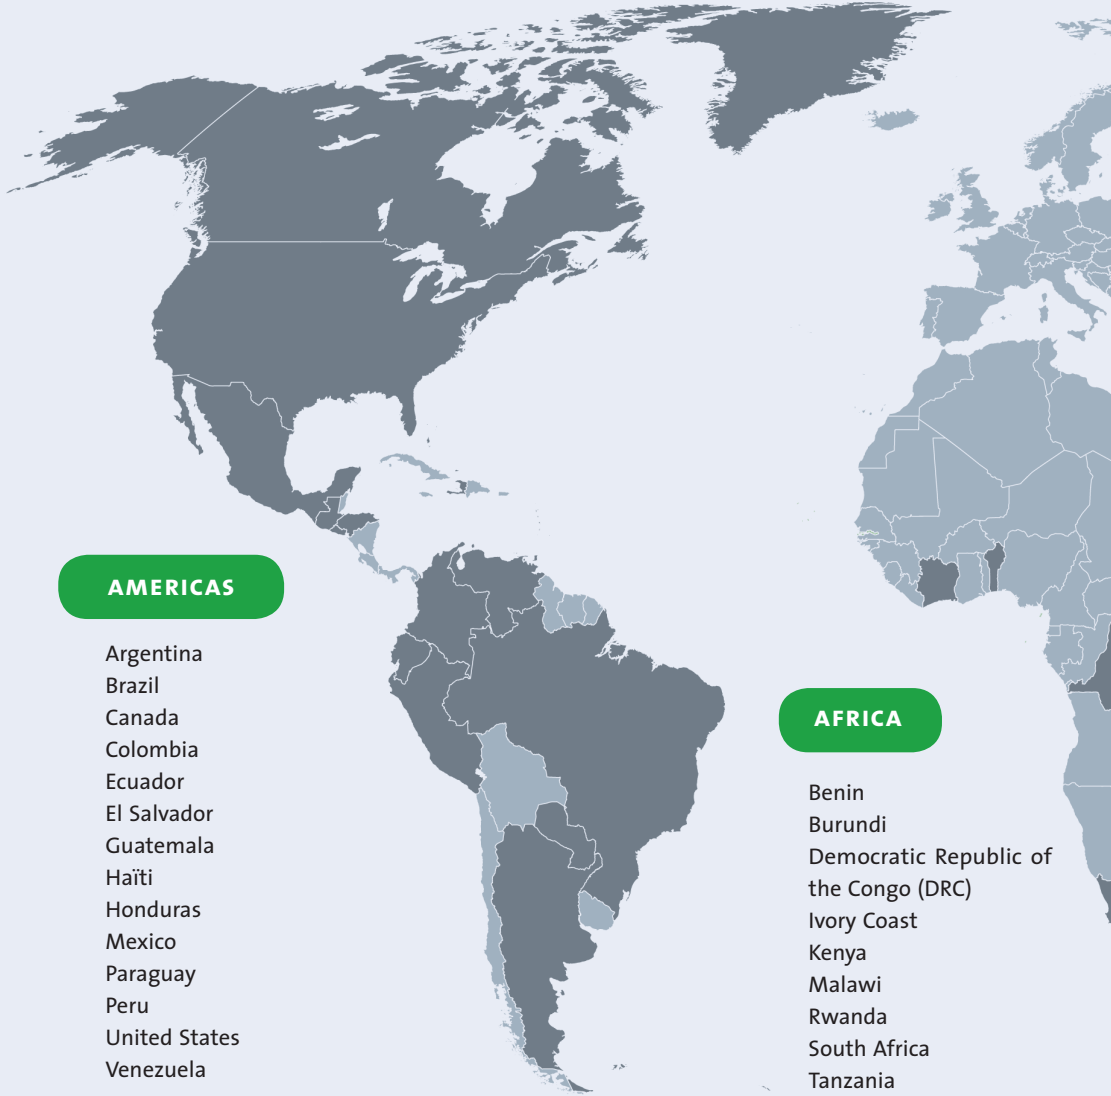 AMERICAS
Argentina
Brazil
Canada
Colombia
Ecuador
El Salvador
Guatemala
Haïti
Honduras
Mexico
Paraguay
Peru
United States
Venezuela
AFRICA
Benin
Burundi
Democratic Republic of
the Congo (DRC)
Ivory Coast
Kenya
Malawi
Rwanda
South Africa
Tanzania